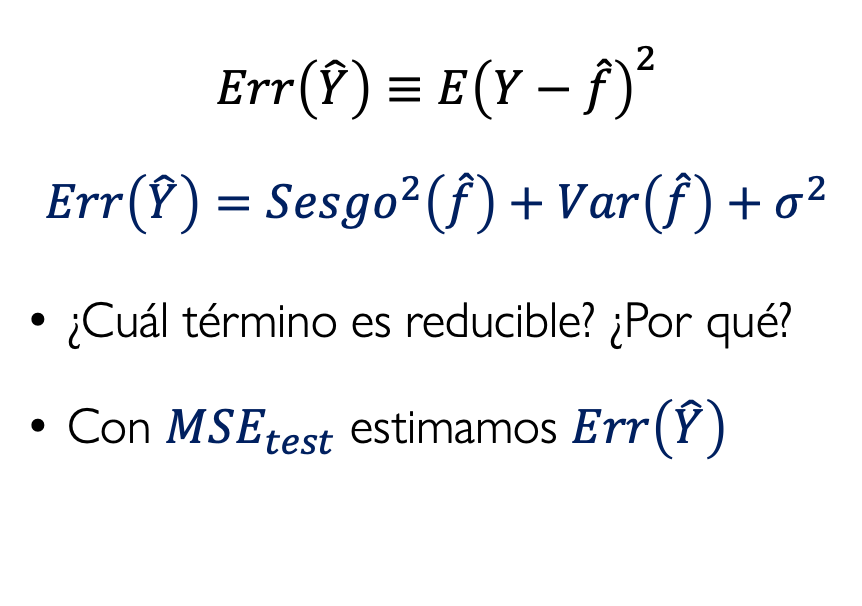 Err(Ŷ) ≡ E(Y − f̂)²
Err(Ŷ) = Sesgo²(f̂) + Var(f̂) + σ²
• ¿Cuál término es reducible? ¿Por qué?
• Con MSE_test estimamos Err(Ŷ)